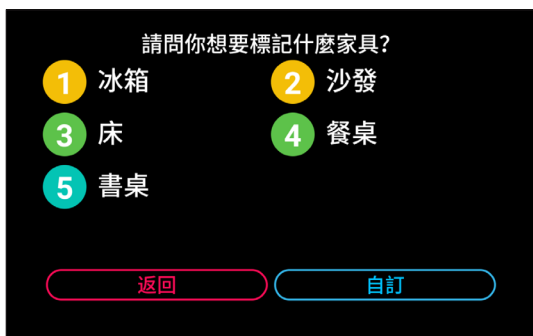 請問你想要標記什麼家具?
1 冰箱 2 沙發
3 床 4 餐桌
5 書桌
返回 自訂